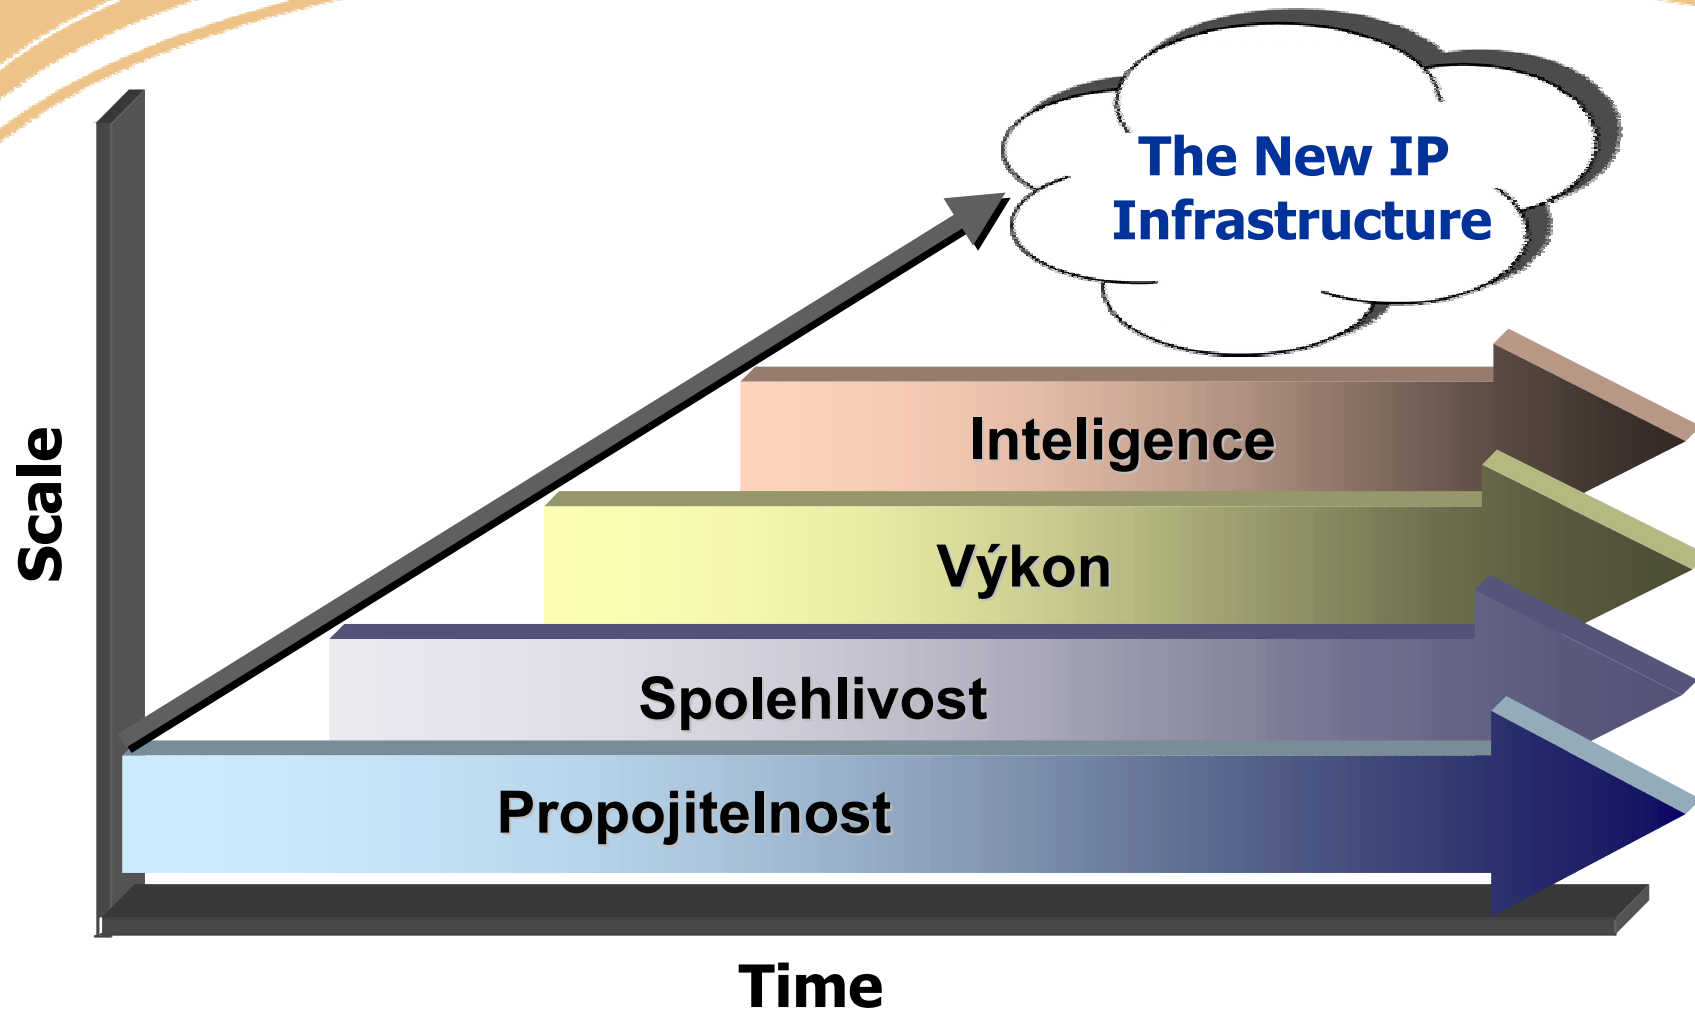 The New IP
Infrastructure
Scale
Inteligence
Výkon
Spolehlivost
Propojitelnost
Time